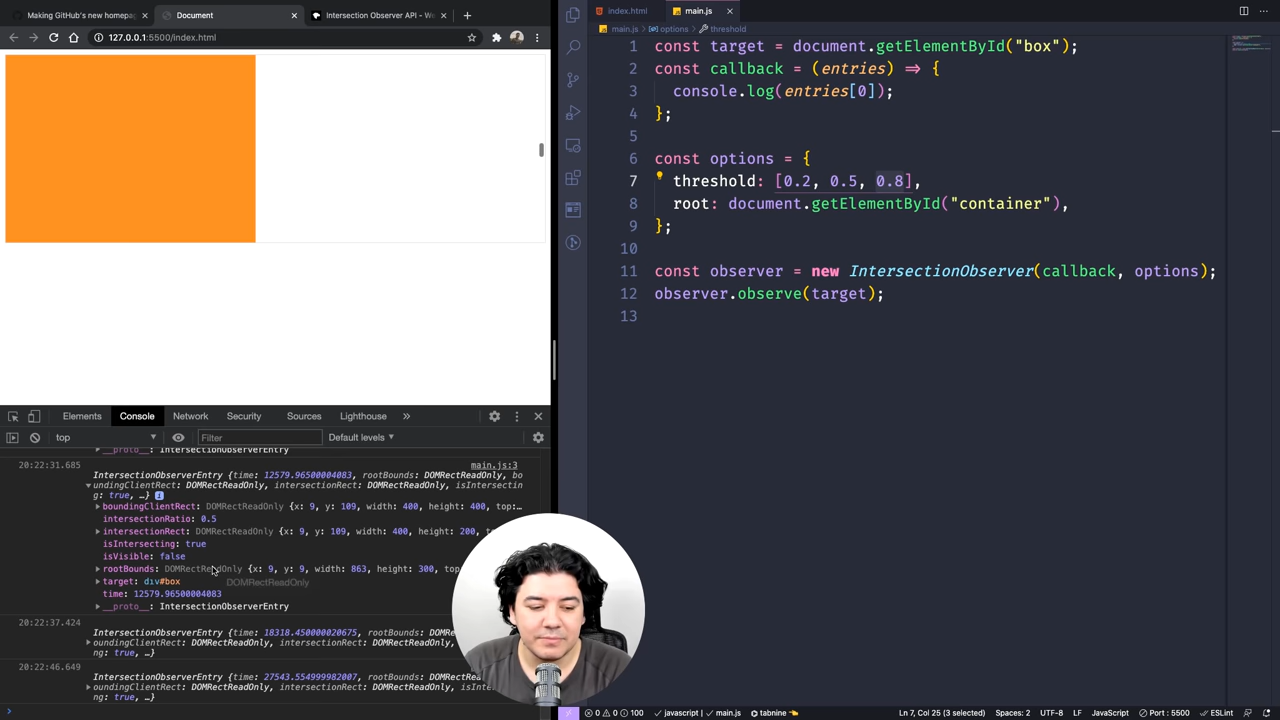 Making GitHub's new homepag
Document
Intersection Observer API - We
127.0.0.1:5500/index.html
Elements
Console
Network
Security
Sources
Lighthouse
top
Filter
Default levels
__proto__: IntersectionObserverEntry
20:22:31.685
main.js:3
IntersectionObserverEntry {time: 12579.96500004083, rootBounds: DOMRectReadOnly, bo
undingClientRect: DOMRectReadOnly, intersectionRect: DOMRectReadOnly, isIntersectin
g: true, …}
boundingClientRect: DOMRectReadOnly {x: 9, y: 109, width: 400, height: 400, top:…
intersectionRatio: 0.5
intersectionRect: DOMRectReadOnly {x: 9, y: 109, width: 400, height: 200,
isIntersecting: true
isVisible: false
rootBounds: DOMRectReadOnly {x: 9, y: 9, width: 863, height: 300, top
target: div#box
DOMRectReadOnly
time: 12579.96500004083
__proto__: IntersectionObserverEntry
20:22:37.424
IntersectionObserverEntry {time: 18318.450000020675, rootBounds: DOMR
oundingClientRect: DOMRectReadOnly, intersectionRect: DOMRectReadOnly,
ng: true, …}
20:22:46.649
IntersectionObserverEntry {time: 27543.554999982007, rootBounds: DOMR
oundingClientRect: DOMRectReadOnly, intersectionRect: DOMRectReadOnly, isI
ng: true, …}
index.html
main.js
main.js
options
threshold
1 const target = document.getElementById("box");
2 const callback = (entries) => {
3 console.log(entries[0]);
4 };
5
6 const options = {
7 threshold: [0.2, 0.5, 0.8],
8 root: document.getElementById("container"),
9 };
10
11 const observer = new IntersectionObserver(callback, options);
12 observer.observe(target);
13
0 0 100
javascript | main.js
tabnine
Ln 7, Col 25 (3 selected)
Spaces: 2
UTF-8
LF
JavaScript
Port : 5500
ESLint